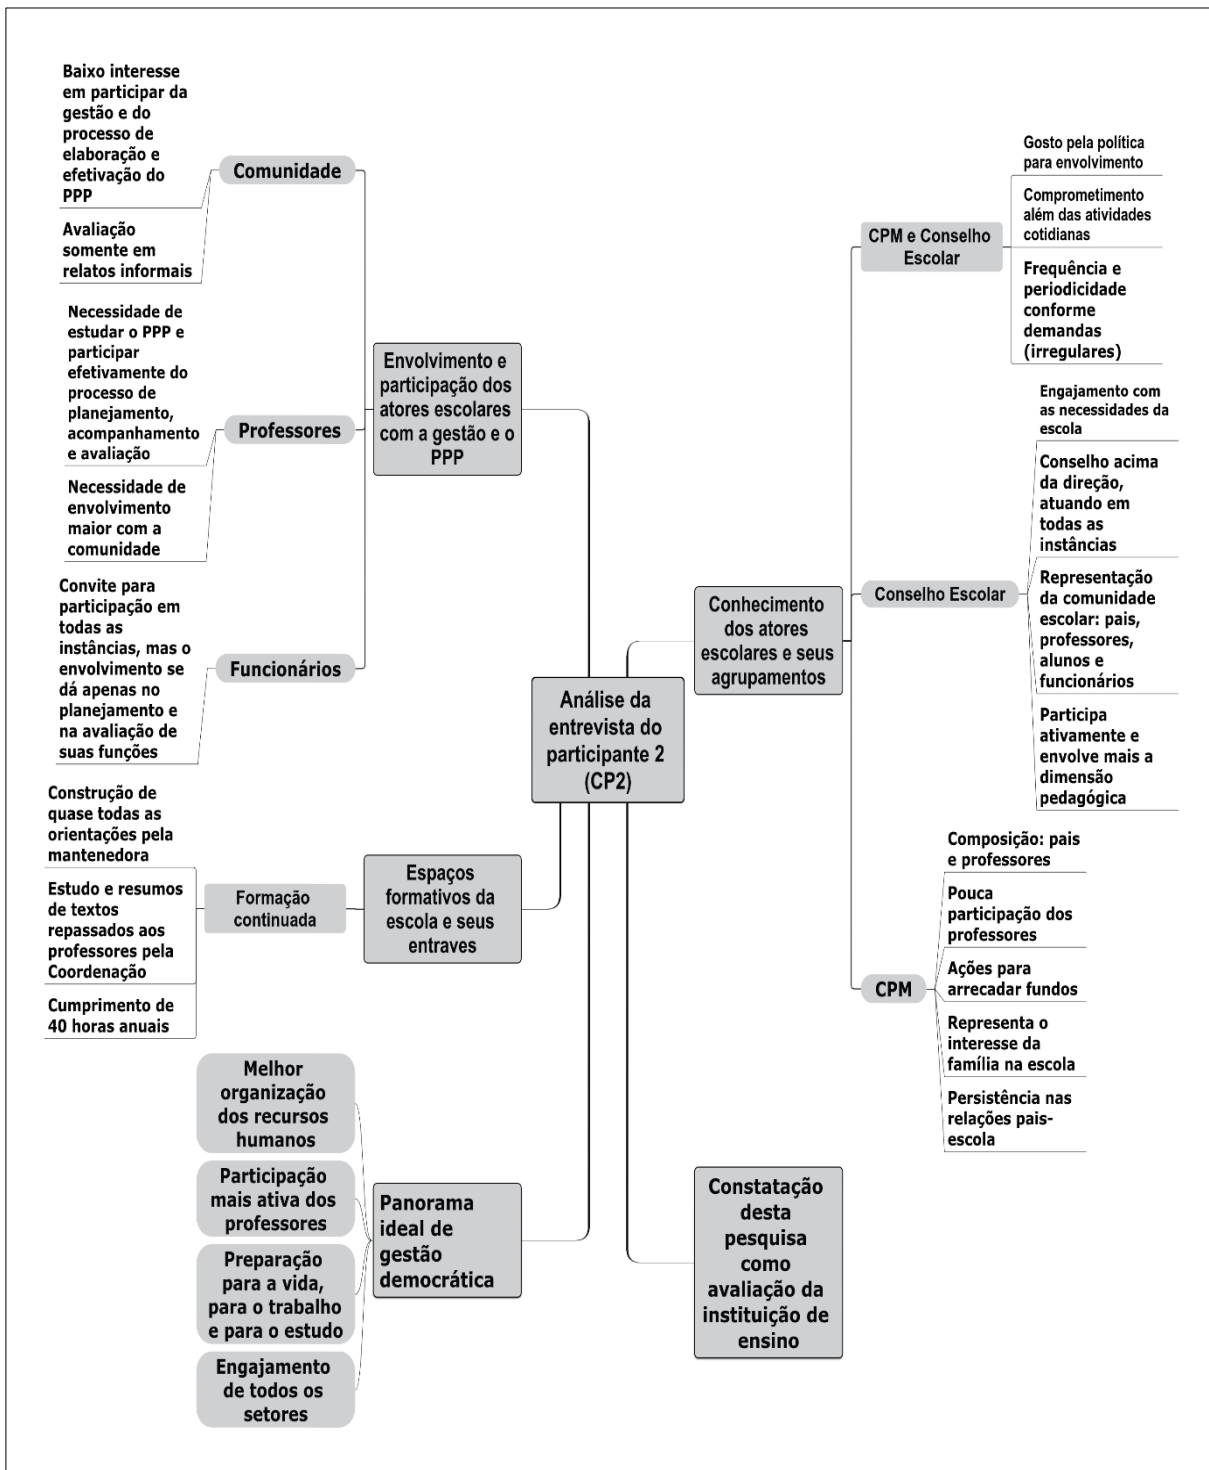 Baixo interesse
em participar da
gestão e do
processo de
elaboração e
efetivação do
PPP
Avaliação
somente em
relatos informais
Comunidade
Necessidade de
estudar o PPP e
participar
efetivamente do
processo de
planejamento,
acompanhamento
e avaliação
Necessidade de
envolvimento
maior com a
comunidade
Professores
Convite para
participação em
todas as
instâncias, mas o
envolvimento se
dá apenas no
planejamento e
na avaliação de
suas funções
Funcionários
Envolvimento e
participação dos
atores escolares
com a gestão e o
PPP
Construção de
quase todas as
orientações pela
mantenedora
Estudo e resumos
de textos
repassados aos
professores pela
Coordenação
Cumprimento de
40 horas anuais
Formação
continuada
Espaços
formativos da
escola e seus
entraves
Melhor
organização
dos recursos
humanos
Participação
mais ativa dos
professores
Preparação
para a vida,
para o trabalho
e para o estudo
Engajamento
de todos os
setores
Panorama
ideal de
gestão
democrática
Análise da
entrevista do
participante 2
(CP2)
Conhecimento
dos atores
escolares e seus
agrupamentos
CPM e Conselho
Escolar
Gosto pela política
para envolvimento
Comprometimento
além das atividades
cotidianas
Frequência e
periodicidade
conforme
demandas
(irregulares)
Conselho Escolar
Engajamento com
as necessidades da
escola
Conselho acima
da direção,
atuando em
todas as
instâncias
Representação
da comunidade
escolar: pais,
professores,
alunos e
funcionários
Participa
ativamente e
envolve mais a
dimensão
pedagógica
CPM
Composição: pais
e professores
Pouca
participação dos
professores
Ações para
arrecadar fundos
Representa o
interesse da
família na escola
Persistência nas
relações pais-
escola
Constatação
desta
pesquisa
como
avaliação da
instituição de
ensino